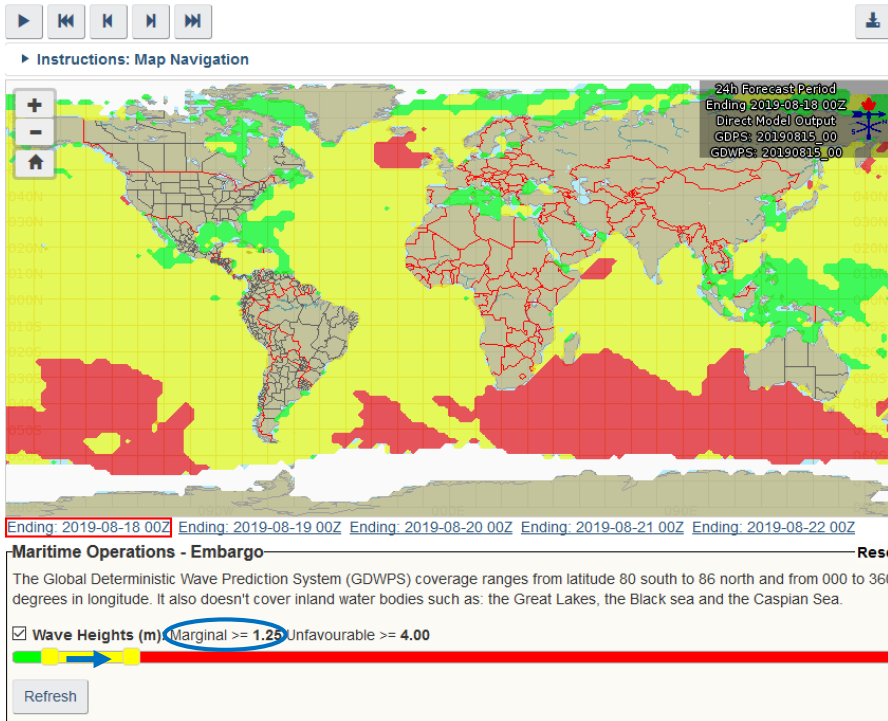 Instructions: Map Navigation
24h Forecast Period
Ending 2019-08-18 00Z
Direct Model Output
GDPS: 20190815_00
GDWPS: 20190815_00
Ending: 2019-08-18 00Z Ending: 2019-08-19 00Z Ending: 2019-08-20 00Z Ending: 2019-08-21 00Z Ending: 2019-08-22 00Z
Maritime Operations - Embargo Rese
The Global Deterministic Wave Prediction System (GDWPS) coverage ranges from latitude 80 south to 86 north and from 000 to 360
degrees in longitude. It also doesn't cover inland water bodies such as: the Great Lakes, the Black sea and the Caspian Sea.
Wave Heights (m): Marginal >= 1.25 Unfavourable >= 4.00
Refresh